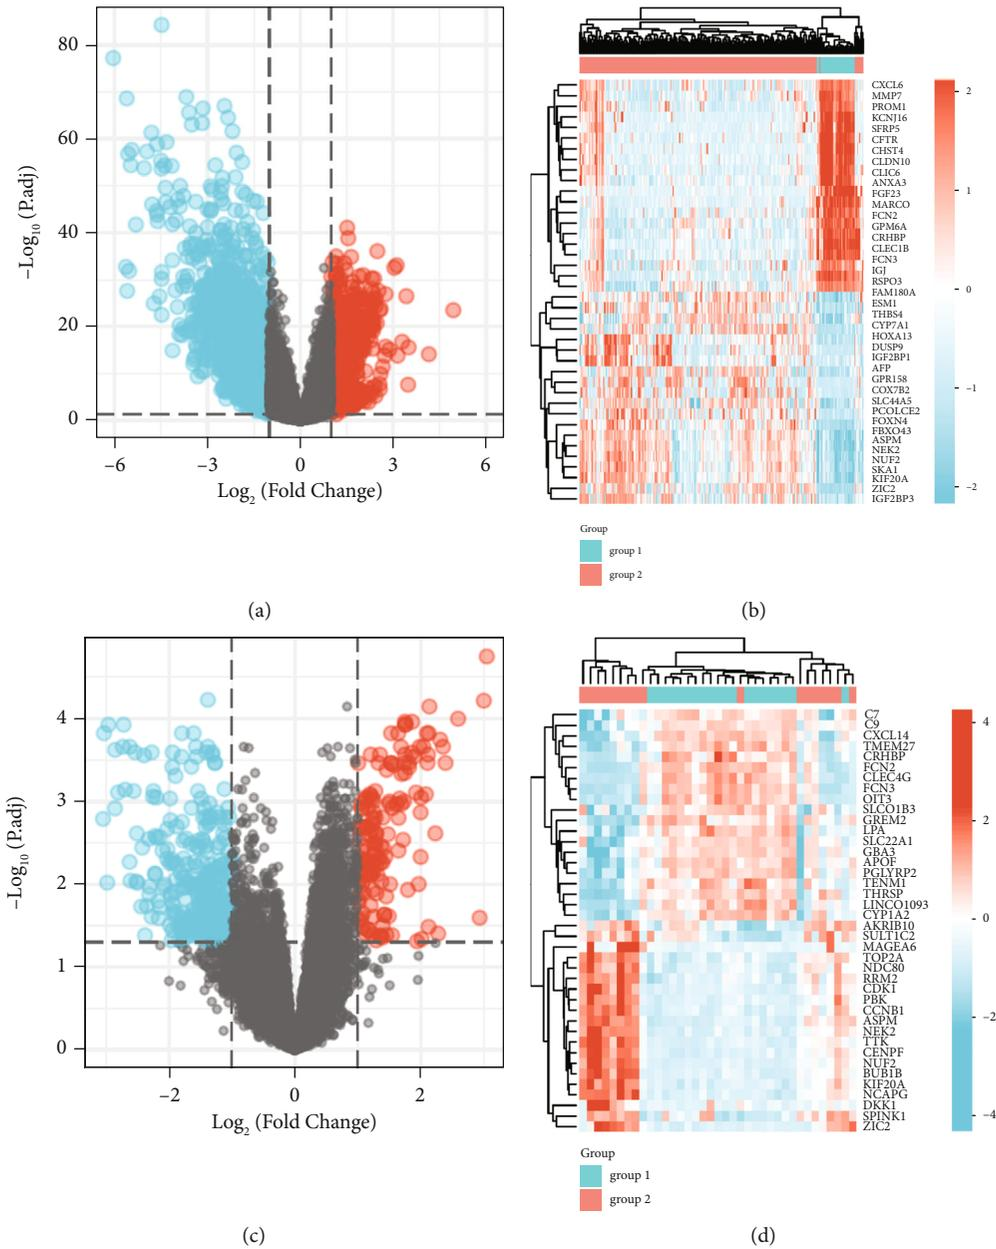 80
60
40
20
0
−Log10 (P.adj)
−6
−3
0
3
6
Log2 (Fold Change)
(a)
CXCL6
MMP7
PROM1
KCNJ16
SFRP5
CFTR
CHST4
CLDN10
CLIC6
ANXA3
FGF23
MARCO
FCN2
GPM6A
CRHBP
CLEC1B
FCN3
IGJ
RSPO3
FAM180A
ESM1
THBS4
CYP7A1
HOXA13
DUSP9
IGF2BP1
AFP
GPR158
COX7B2
SLC44A5
PCOLCE2
FOXN4
FBXO43
ASPM
NEK2
NUF2
SKA1
KIF20A
ZIC2
IGF2BP3
2
1
0
−1
−2
Group
group 1
group 2
(b)
4
3
2
1
0
−Log10 (P.adj)
−2
0
2
Log2 (Fold Change)
(c)
C7
C9
CXCL14
TMEM27
CRHBP
FCN2
CLEC4G
FCN3
OIT3
SLCO1B3
GREM2
LPA
SLC22A1
GBA3
APOF
PGLYRP2
TENM1
THRSP
LINCO1093
CYP1A2
AKRIB10
SULT1C2
MAGEA6
TOP2A
NDC80
RRM2
CDK1
PBK
CCNB1
ASPM
NEK2
TTK
CENPF
NUF2
BUB1B
KIF20A
NCAPG
DKK1
SPINK1
ZIC2
4
2
0
−2
−4
Group
group 1
group 2
(d)